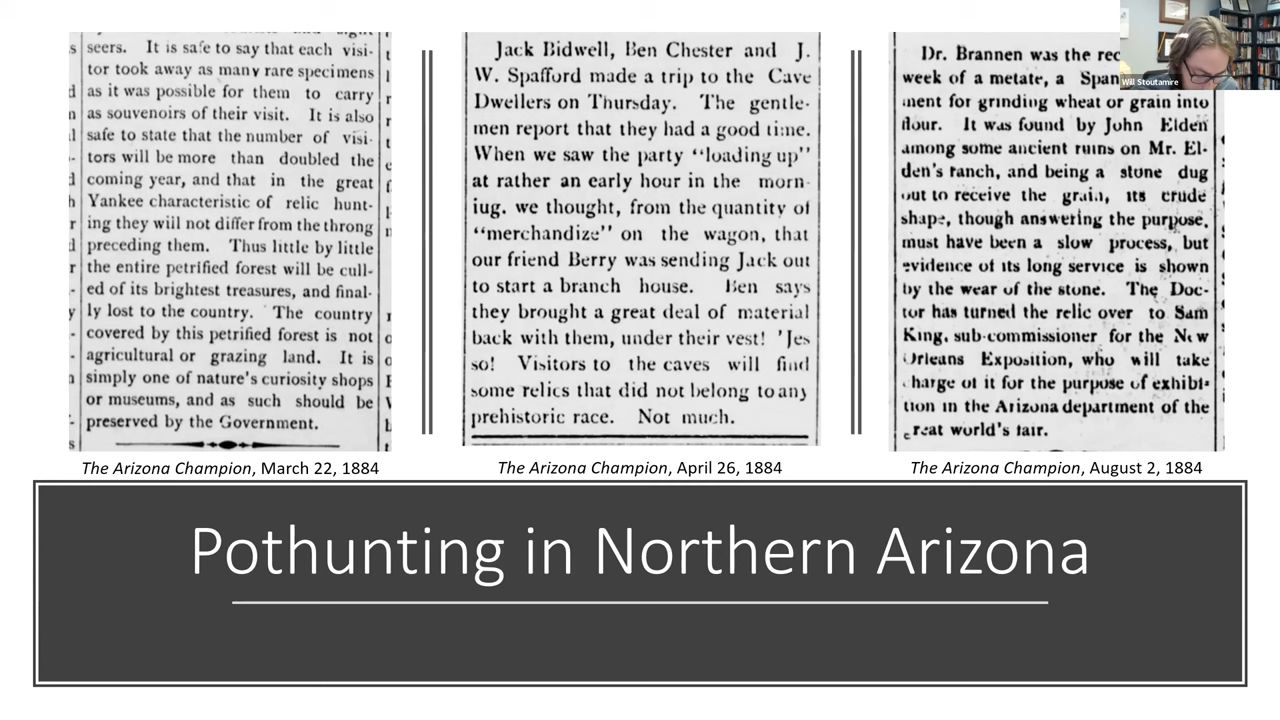 seers. It is safe to say that each visi-
tor took away as many rare specimens
as it was possible for them to carry
as souvenirs of their visit. It is also
safe to state that the number of visi-
tors will be more than doubled the
coming year, and that in the great
Yankee characteristic of relic hunt-
ing they will not differ from the throng
preceding them. Thus little by little
the entire petrified forest will be cull-
ed of its brightest treasures, and final-
ly lost to the country. The country
covered by this petrified forest is not
agricultural or grazing land. It is
simply one of nature's curiosity shops
or museums, and as such should be
preserved by the Government.
The Arizona Champion, March 22, 1884
Jack Bidwell, Ben Chester and J.
W. Spafford made a trip to the Cave
Dwellers on Thursday. The gentle-
men report that they had a good time.
When we saw the party "loading up"
at rather an early hour in the morn-
iug. we thought, from the quantity of
"merchandize" on the wagon, that
our friend Berry was sending Jack out
to start a branch house. Ben says
they brought a great deal of material
back with them, under their vest! 'Jes
so! Visitors to the caves will find
some relics that did not belong to any
prehistoric race. Not much.
The Arizona Champion, April 26, 1884
Dr. Brannen was the rec
week of a metate, a Span
ment for grinding wheat or grain into
flour. It was found by John Elden
among some ancient ruins on Mr. El-
den's ranch, and being a stone dug
out to receive the grain, its crude
shape, though answering the purpose,
must have been a slow process, but
evidence of its long service is shown
by the wear of the stone. The Doc-
tor has turned the relic over to Sam
King, sub-commissioner for the New
Orleans Exposition, who will take
charge of it for the purpose of exhibi-
tion in the Arizona department of the
great world's fair.
The Arizona Champion, August 2, 1884
Will Stoutamire
Pothunting in Northern Arizona